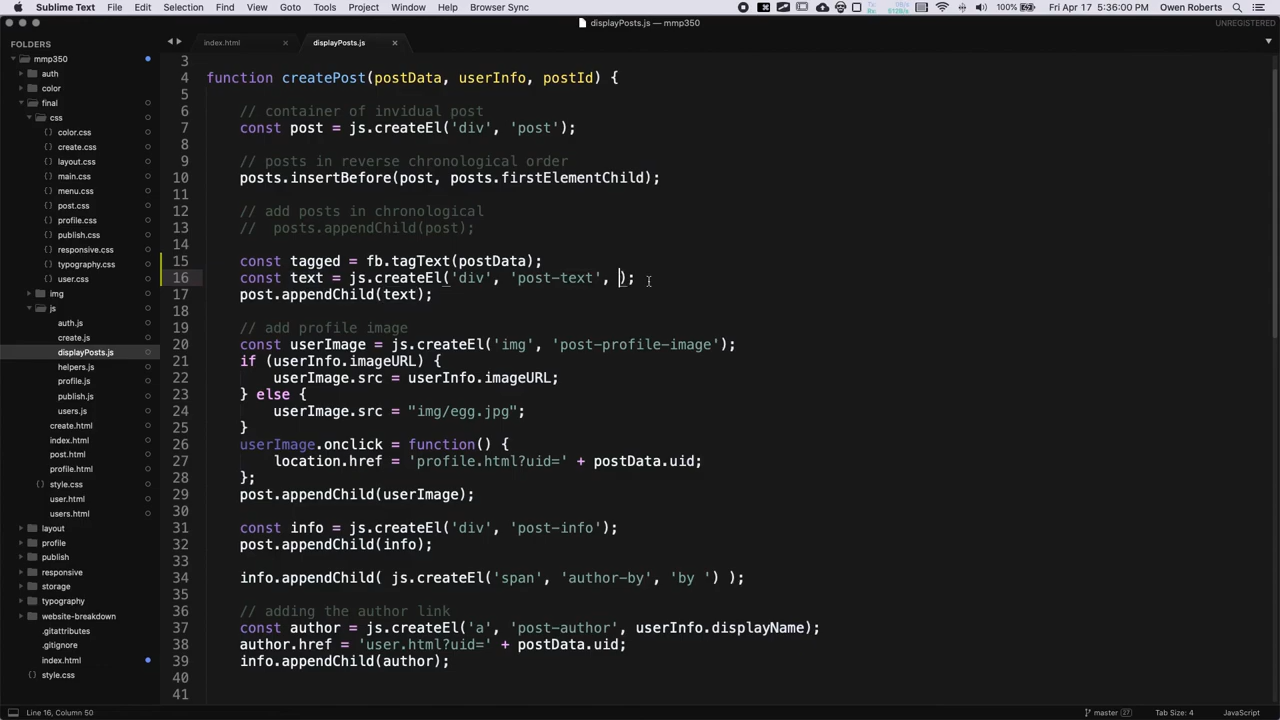 Sublime Text File Edit Selection Find View Goto Tools Project Window Help Browser Sync 100% Fri Apr 17 5:36:00 PM Owen Roberts
displayPosts.js — mmp350
UNREGISTERED
FOLDERS
mmp350
auth
color
final
css
color.css
create.css
layout.css
main.css
menu.css
post.css
profile.css
publish.css
responsive.css
typography.css
user.css
img
js
auth.js
create.js
displayPosts.js
helpers.js
profile.js
publish.js
users.js
create.html
index.html
post.html
profile.html
style.css
user.html
users.html
layout
profile
publish
responsive
storage
typography
website-breakdown
.gitattributes
.gitignore
index.html
style.css
index.html × displayPosts.js ×
3
4 function createPost(postData, userInfo, postId) {
5
6 // container of invidual post
7 const post = js.createEl('div', 'post');
8
9 // posts in reverse chronological order
10 posts.insertBefore(post, posts.firstElementChild);
11
12 // add posts in chronological
13 // posts.appendChild(post);
14
15 const tagged = fb.tagText(postData);
16 const text = js.createEl('div', 'post-text', );
17 post.appendChild(text);
18
19 // add profile image
20 const userImage = js.createEl('img', 'post-profile-image');
21 if (userInfo.imageURL) {
22 userImage.src = userInfo.imageURL;
23 } else {
24 userImage.src = "img/egg.jpg";
25 }
26 userImage.onclick = function() {
27 location.href = 'profile.html?uid=' + postData.uid;
28 };
29 post.appendChild(userImage);
30
31 const info = js.createEl('div', 'post-info');
32 post.appendChild(info);
33
34 info.appendChild( js.createEl('span', 'author-by', 'by ') );
35
36 // adding the author link
37 const author = js.createEl('a', 'post-author', userInfo.displayName);
38 author.href = 'user.html?uid=' + postData.uid;
39 info.appendChild(author);
40
41
Line 16, Column 50 master 27 Tab Size: 4 JavaScript